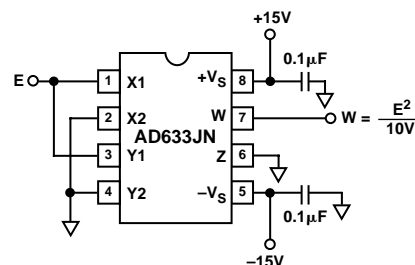 +15V
0.1μF
E
1 X1 +VS 8
2 X2 W 7
W = E²/10V
AD633JN
3 Y1 Z 6
4 Y2 –VS 5
0.1μF
–15V